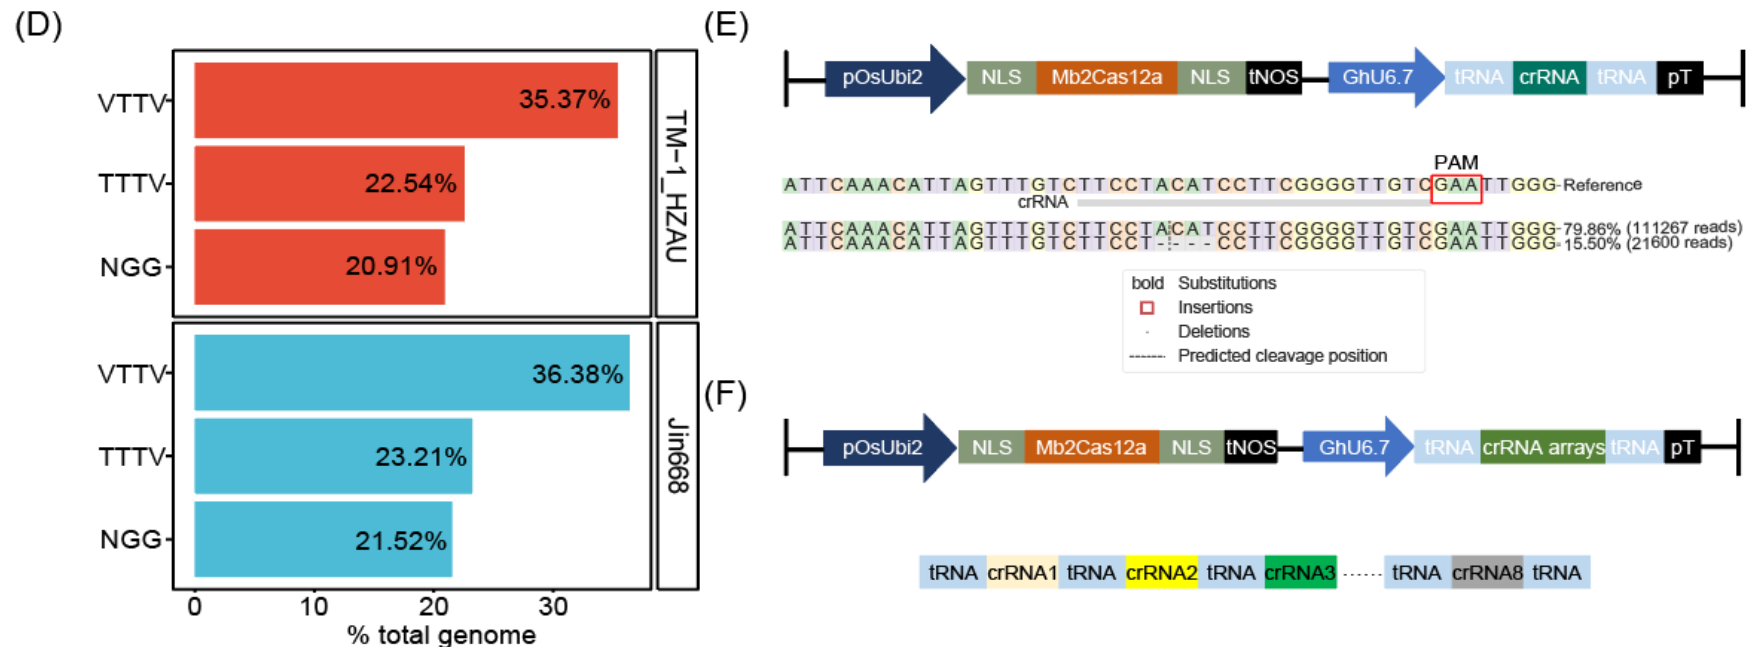 (D)
VTTV
35.37%
TTTV
22.54%
NGG
20.91%
TM-1_HZAU
VTTV
36.38%
TTTV
23.21%
NGG
21.52%
Jin668
0 10 20 30
% total genome
(E)
pOsUbi2 NLS Mb2Cas12a NLS tNOS GhU6.7 tRNA crRNA tRNA pT
PAM
ATTCAAACATTAGTTTGTCTTCCTACATCCTTCGGGGTTGTCGAATTGGG-Reference
crRNA
ATTCAAACATTAGTTTGTCTTCCTACATCCTTCGGGGTTGTCGAATTGGG-79.86% (111267 reads)
ATTCAAACATTAGTTTGTCTTCCT----CCTTCGGGGTTGTCGAATTGGG-15.50% (21600 reads)
bold Substitutions
Insertions
- Deletions
------ Predicted cleavage position
(F)
pOsUbi2 NLS Mb2Cas12a NLS tNOS GhU6.7 tRNA crRNA arrays tRNA pT
tRNA crRNA1 tRNA crRNA2 tRNA crRNA3 ...... tRNA crRNA8 tRNA